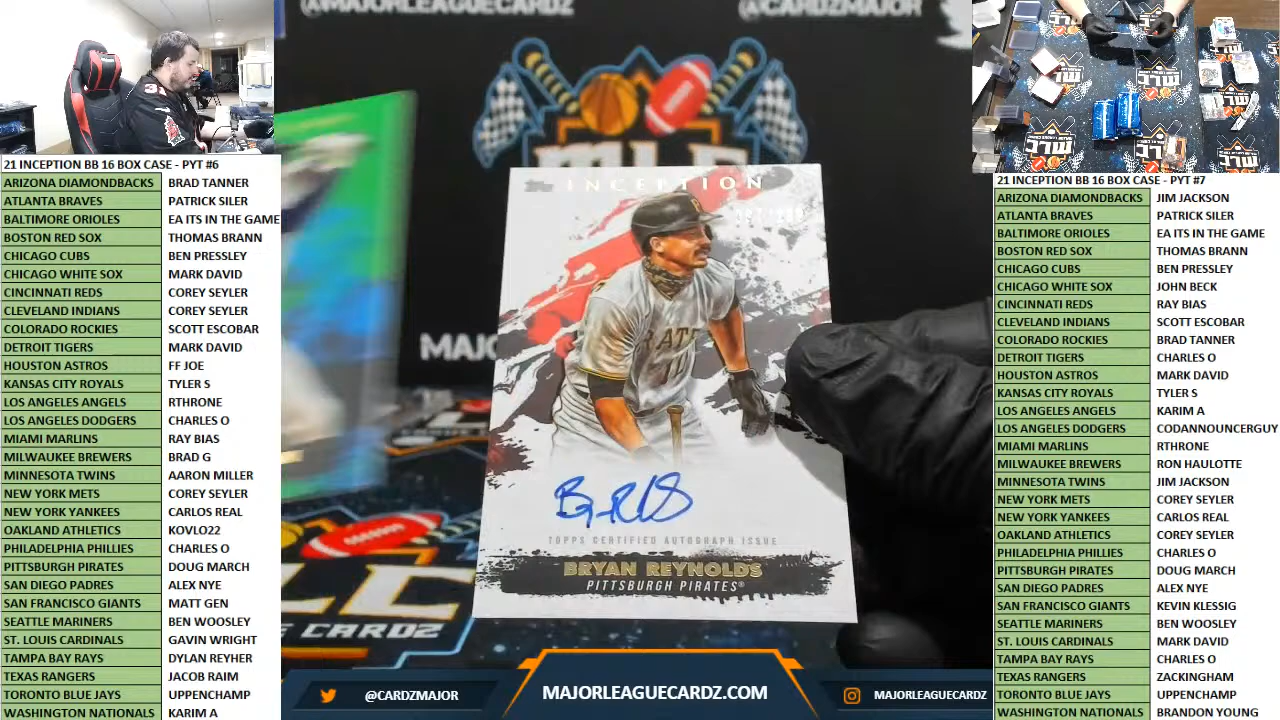 @MAJORLEAGUECARDZ
@CARDZMAJOR
21 INCEPTION BB 16 BOX CASE - PYT #6
ARIZONA DIAMONDBACKS BRAD TANNER
ATLANTA BRAVES PATRICK SILER
BALTIMORE ORIOLES EA ITS IN THE GAME
BOSTON RED SOX THOMAS BRANN
CHICAGO CUBS BEN PRESSLEY
CHICAGO WHITE SOX MARK DAVID
CINCINNATI REDS COREY SEYLER
CLEVELAND INDIANS COREY SEYLER
COLORADO ROCKIES SCOTT ESCOBAR
DETROIT TIGERS MARK DAVID
HOUSTON ASTROS FF JOE
KANSAS CITY ROYALS TYLER S
LOS ANGELES ANGELS RTHRONE
LOS ANGELES DODGERS CHARLES O
MIAMI MARLINS RAY BIAS
MILWAUKEE BREWERS BRAD G
MINNESOTA TWINS AARON MILLER
NEW YORK METS COREY SEYLER
NEW YORK YANKEES CARLOS REAL
OAKLAND ATHLETICS KOVLO22
PHILADELPHIA PHILLIES CHARLES O
PITTSBURGH PIRATES DOUG MARCH
SAN DIEGO PADRES ALEX NYE
SAN FRANCISCO GIANTS MATT GEN
SEATTLE MARINERS BEN WOOSLEY
ST. LOUIS CARDINALS GAVIN WRIGHT
TAMPA BAY RAYS DYLAN REYHER
TEXAS RANGERS JACOB RAIM
TORONTO BLUE JAYS UPPENCHAMP
WASHINGTON NATIONALS KARIM A
INCEPTION
TOPPS CERTIFIED AUTOGRAPH ISSUE
BRYAN REYNOLDS
PITTSBURGH PIRATES®
@CARDZMAJOR
MAJORLEAGUECARDZ.COM
MAJORLEAGUECARDZ
21 INCEPTION BB 16 BOX CASE - PYT #7
ARIZONA DIAMONDBACKS JIM JACKSON
ATLANTA BRAVES PATRICK SILER
BALTIMORE ORIOLES EA ITS IN THE GAME
BOSTON RED SOX THOMAS BRANN
CHICAGO CUBS BEN PRESSLEY
CHICAGO WHITE SOX JOHN BECK
CINCINNATI REDS RAY BIAS
CLEVELAND INDIANS SCOTT ESCOBAR
COLORADO ROCKIES BRAD TANNER
DETROIT TIGERS CHARLES O
HOUSTON ASTROS MARK DAVID
KANSAS CITY ROYALS TYLER S
LOS ANGELES ANGELS KARIM A
LOS ANGELES DODGERS CODANNOUNCERGUY
MIAMI MARLINS RTHRONE
MILWAUKEE BREWERS RON HAULOTTE
MINNESOTA TWINS JIM JACKSON
NEW YORK METS COREY SEYLER
NEW YORK YANKEES CARLOS REAL
OAKLAND ATHLETICS COREY SEYLER
PHILADELPHIA PHILLIES CHARLES O
PITTSBURGH PIRATES DOUG MARCH
SAN DIEGO PADRES ALEX NYE
SAN FRANCISCO GIANTS KEVIN KLESSIG
SEATTLE MARINERS BEN WOOSLEY
ST. LOUIS CARDINALS MARK DAVID
TAMPA BAY RAYS CHARLES O
TEXAS RANGERS ZACKINGHAM
TORONTO BLUE JAYS UPPENCHAMP
WASHINGTON NATIONALS BRANDON YOUNG